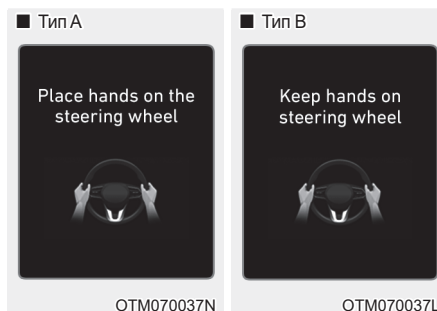 ■ Тип А
Place hands on the
steering wheel
OTM070037N
■ Тип В
Keep hands on
steering wheel
OTM070037L